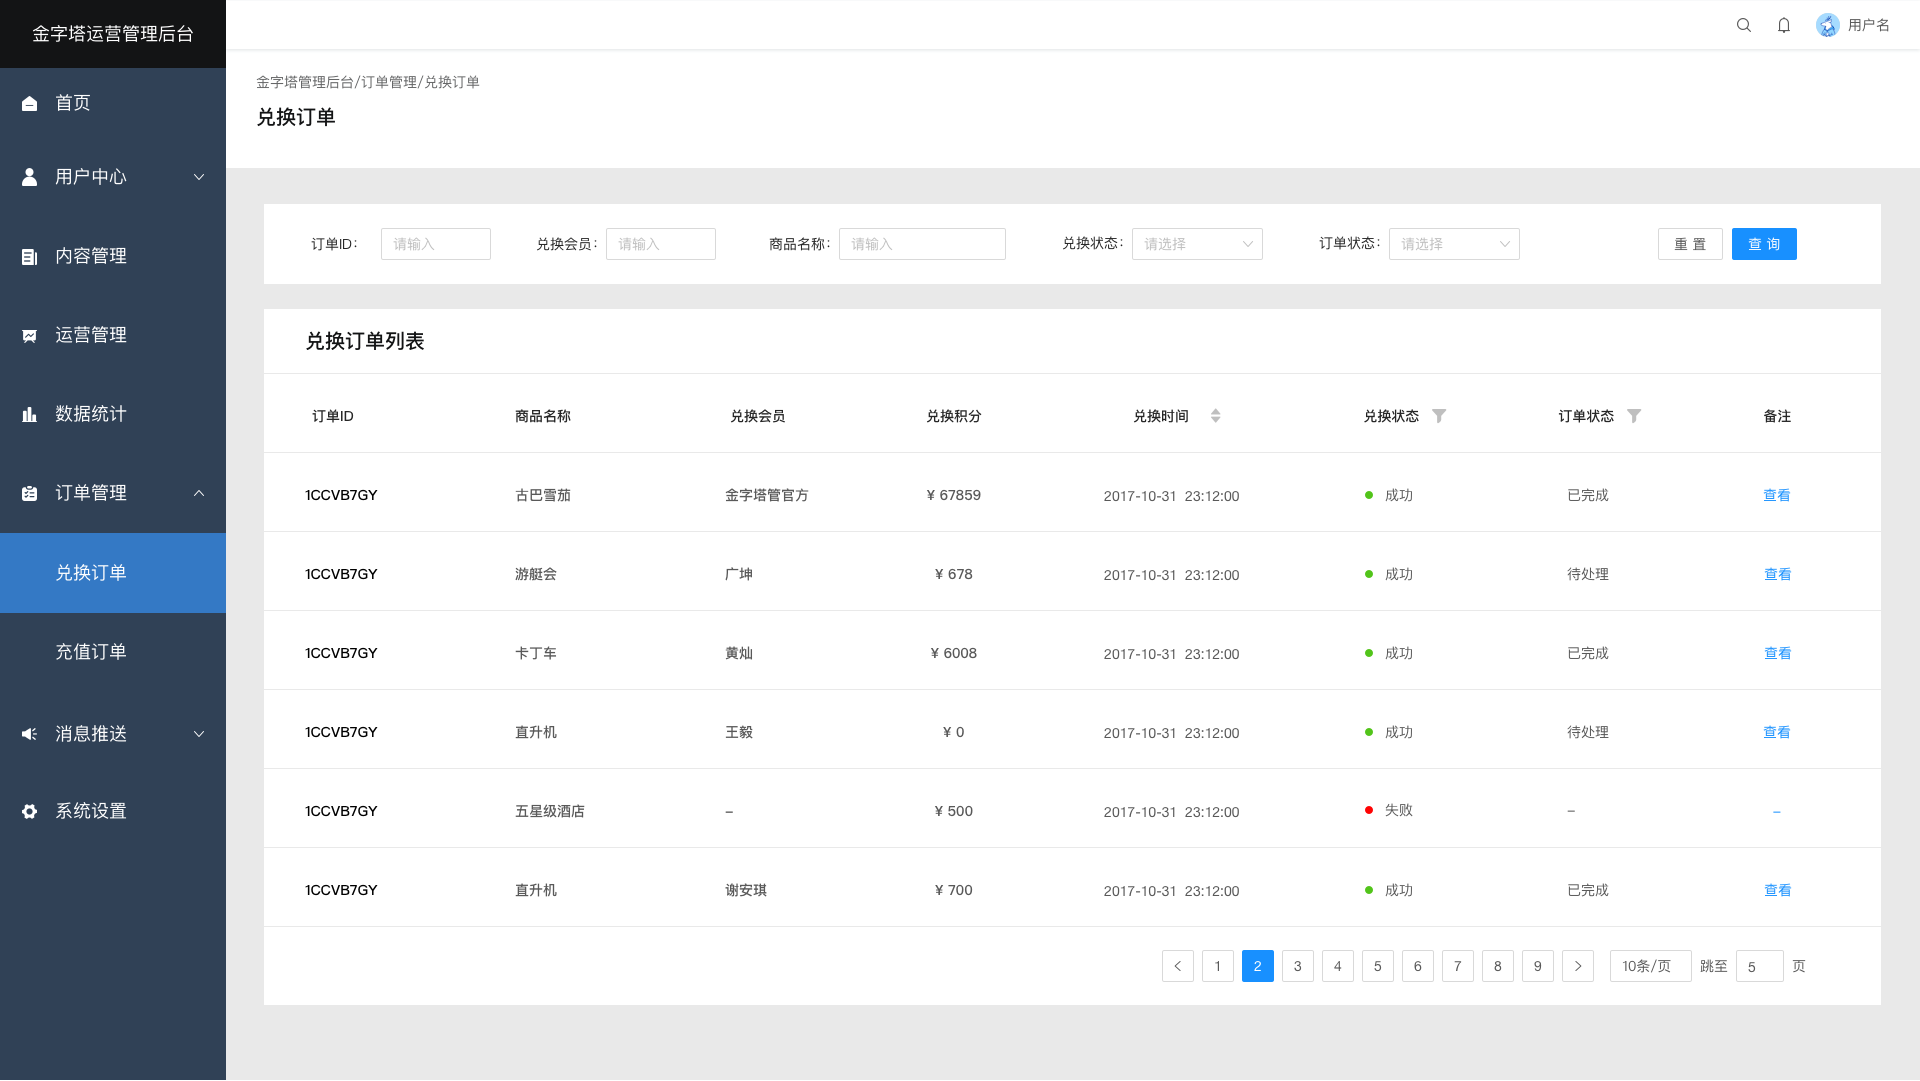 金字塔运营管理后台
用户名
首页
用户中心
内容管理
运营管理
数据统计
订单管理
兑换订单
充值订单
消息推送
系统设置
金字塔管理后台/订单管理/兑换订单
兑换订单
订单ID： 请输入 兑换会员： 请输入 商品名称： 请输入 兑换状态： 请选择 订单状态： 请选择 重 置 查 询
兑换订单列表
订单ID 商品名称 兑换会员 兑换积分 兑换时间 兑换状态 订单状态 备注
1CCVB7GY 古巴雪茄 金字塔管官方 ¥ 67859 2017-10-31 23:12:00 成功 已完成 查看
1CCVB7GY 游艇会 广坤 ¥ 678 2017-10-31 23:12:00 成功 待处理 查看
1CCVB7GY 卡丁车 黄灿 ¥ 6008 2017-10-31 23:12:00 成功 已完成 查看
1CCVB7GY 直升机 王毅 ¥ 0 2017-10-31 23:12:00 成功 待处理 查看
1CCVB7GY 五星级酒店 – ¥ 500 2017-10-31 23:12:00 失败 – –
1CCVB7GY 直升机 谢安琪 ¥ 700 2017-10-31 23:12:00 成功 已完成 查看
1 2 3 4 5 6 7 8 9 10条/页 跳至 5 页